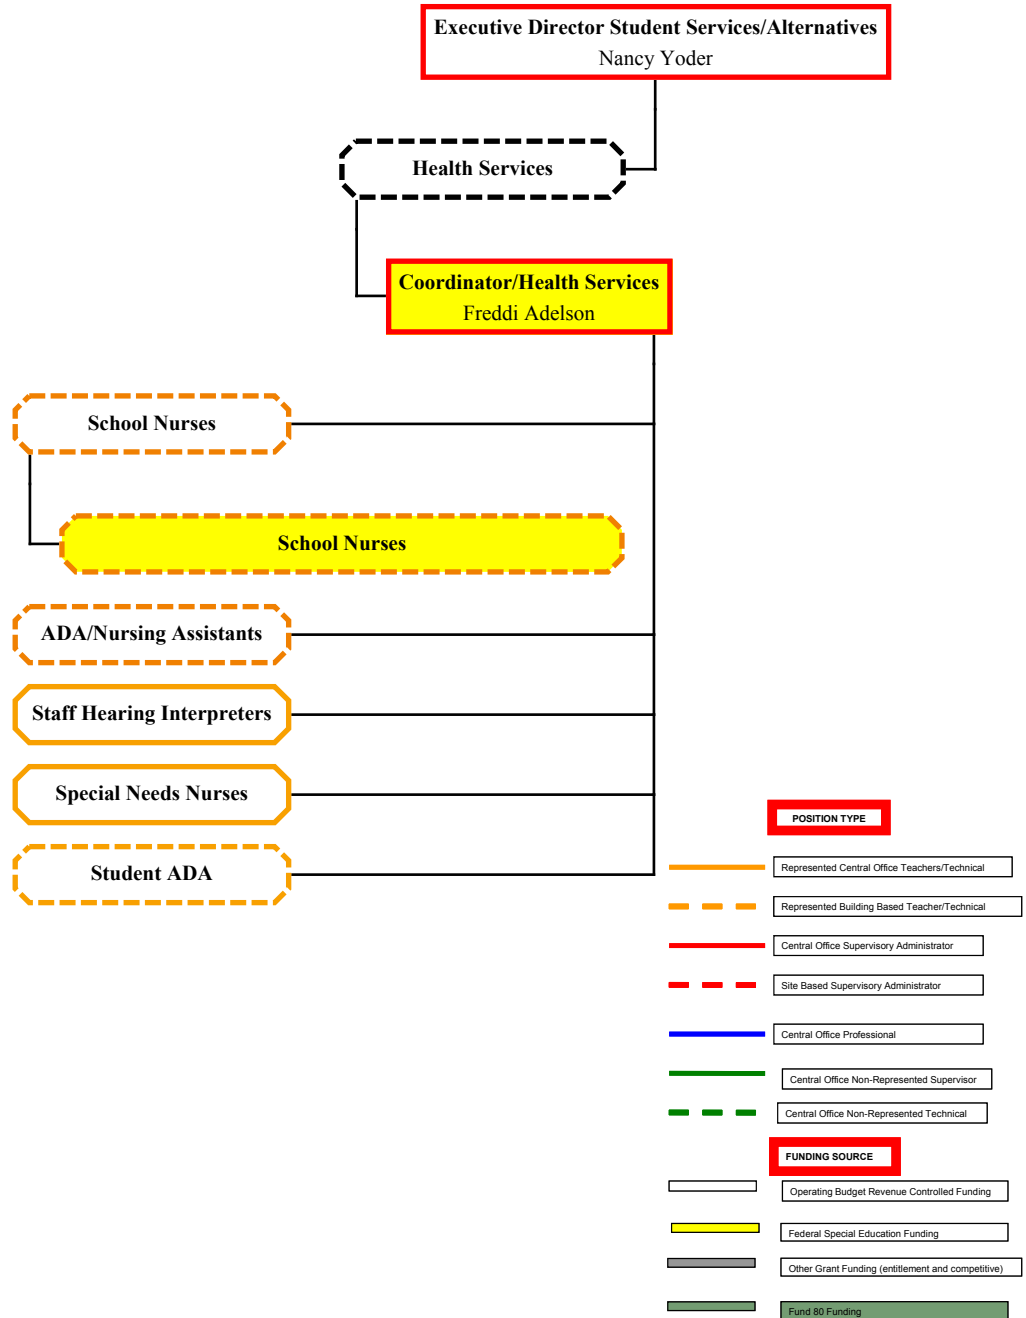 Executive Director Student Services/Alternatives
Nancy Yoder
Health Services
Coordinator/Health Services
Freddi Adelson
School Nurses
School Nurses
ADA/Nursing Assistants
Staff Hearing Interpreters
Special Needs Nurses
Student ADA
POSITION TYPE
Represented Central Office Teachers/Technical
Represented Building Based Teacher/Technical
Central Office Supervisory Administrator
Site Based Supervisory Administrator
Central Office Professional
Central Office Non-Represented Supervisor
Central Office Non-Represented Technical
FUNDING SOURCE
Operating Budget Revenue Controlled Funding
Federal Special Education Funding
Other Grant Funding (entitlement and competitive)
Fund 80 Funding